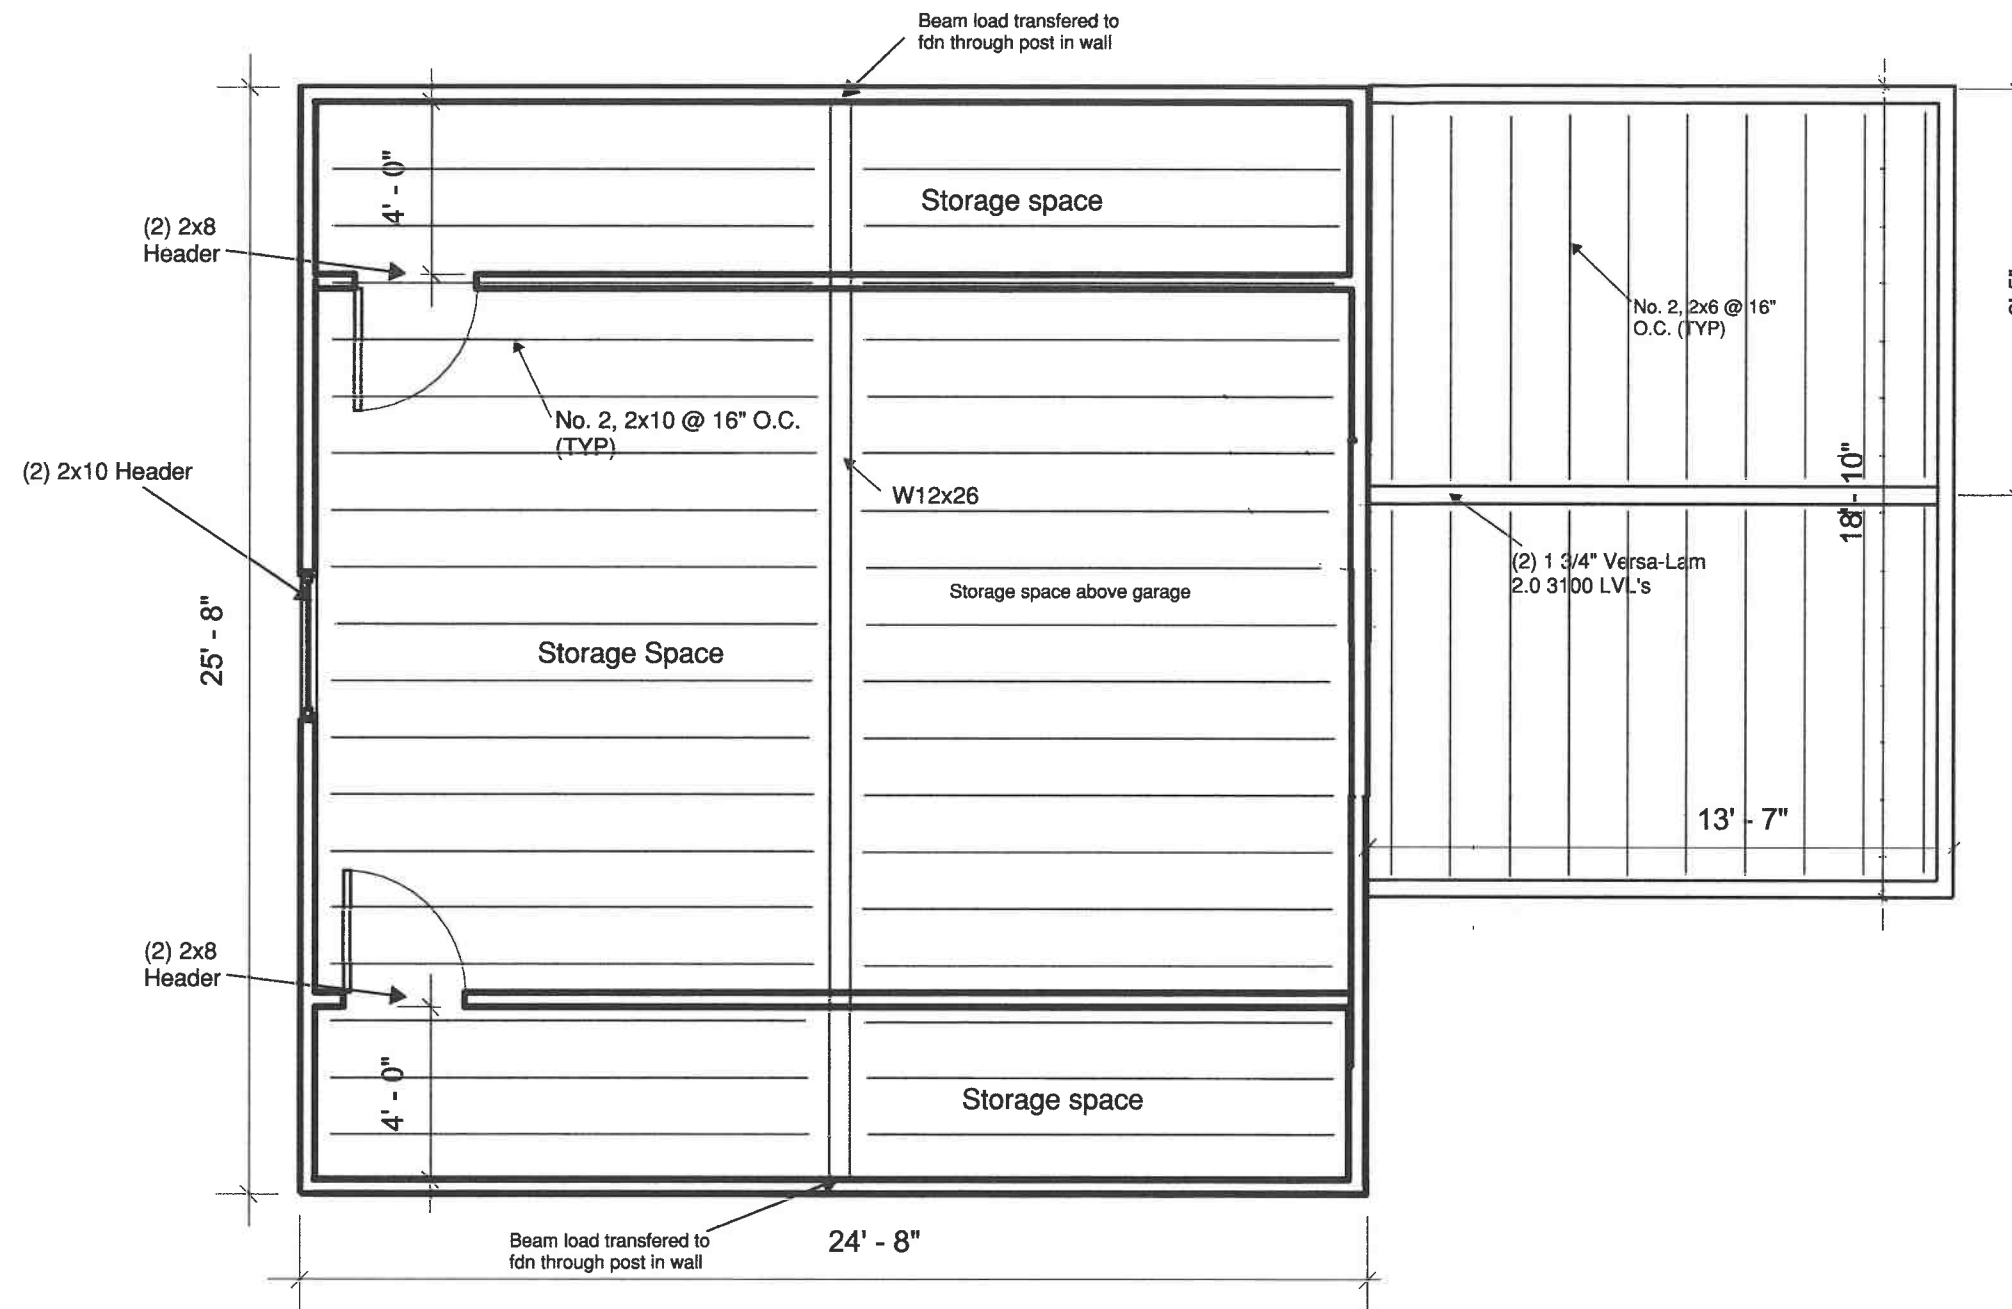 Beam load transfered to
fdn through post in wall
4' - 0"
Storage space
(2) 2x8
Header
No. 2, 2x6 @ 16"
O.C. (TYP)
No. 2, 2x10 @ 16" O.C.
(TYP)
(2) 2x10 Header
W12x26
18' - 10"
(2) 1 3/4" Versa-Lam
2.0 3100 LVL's
Storage space above garage
25' - 8"
Storage Space
13' - 7"
(2) 2x8
Header
4' - 0"
Storage space
Beam load transfered to
fdn through post in wall
24' - 8"